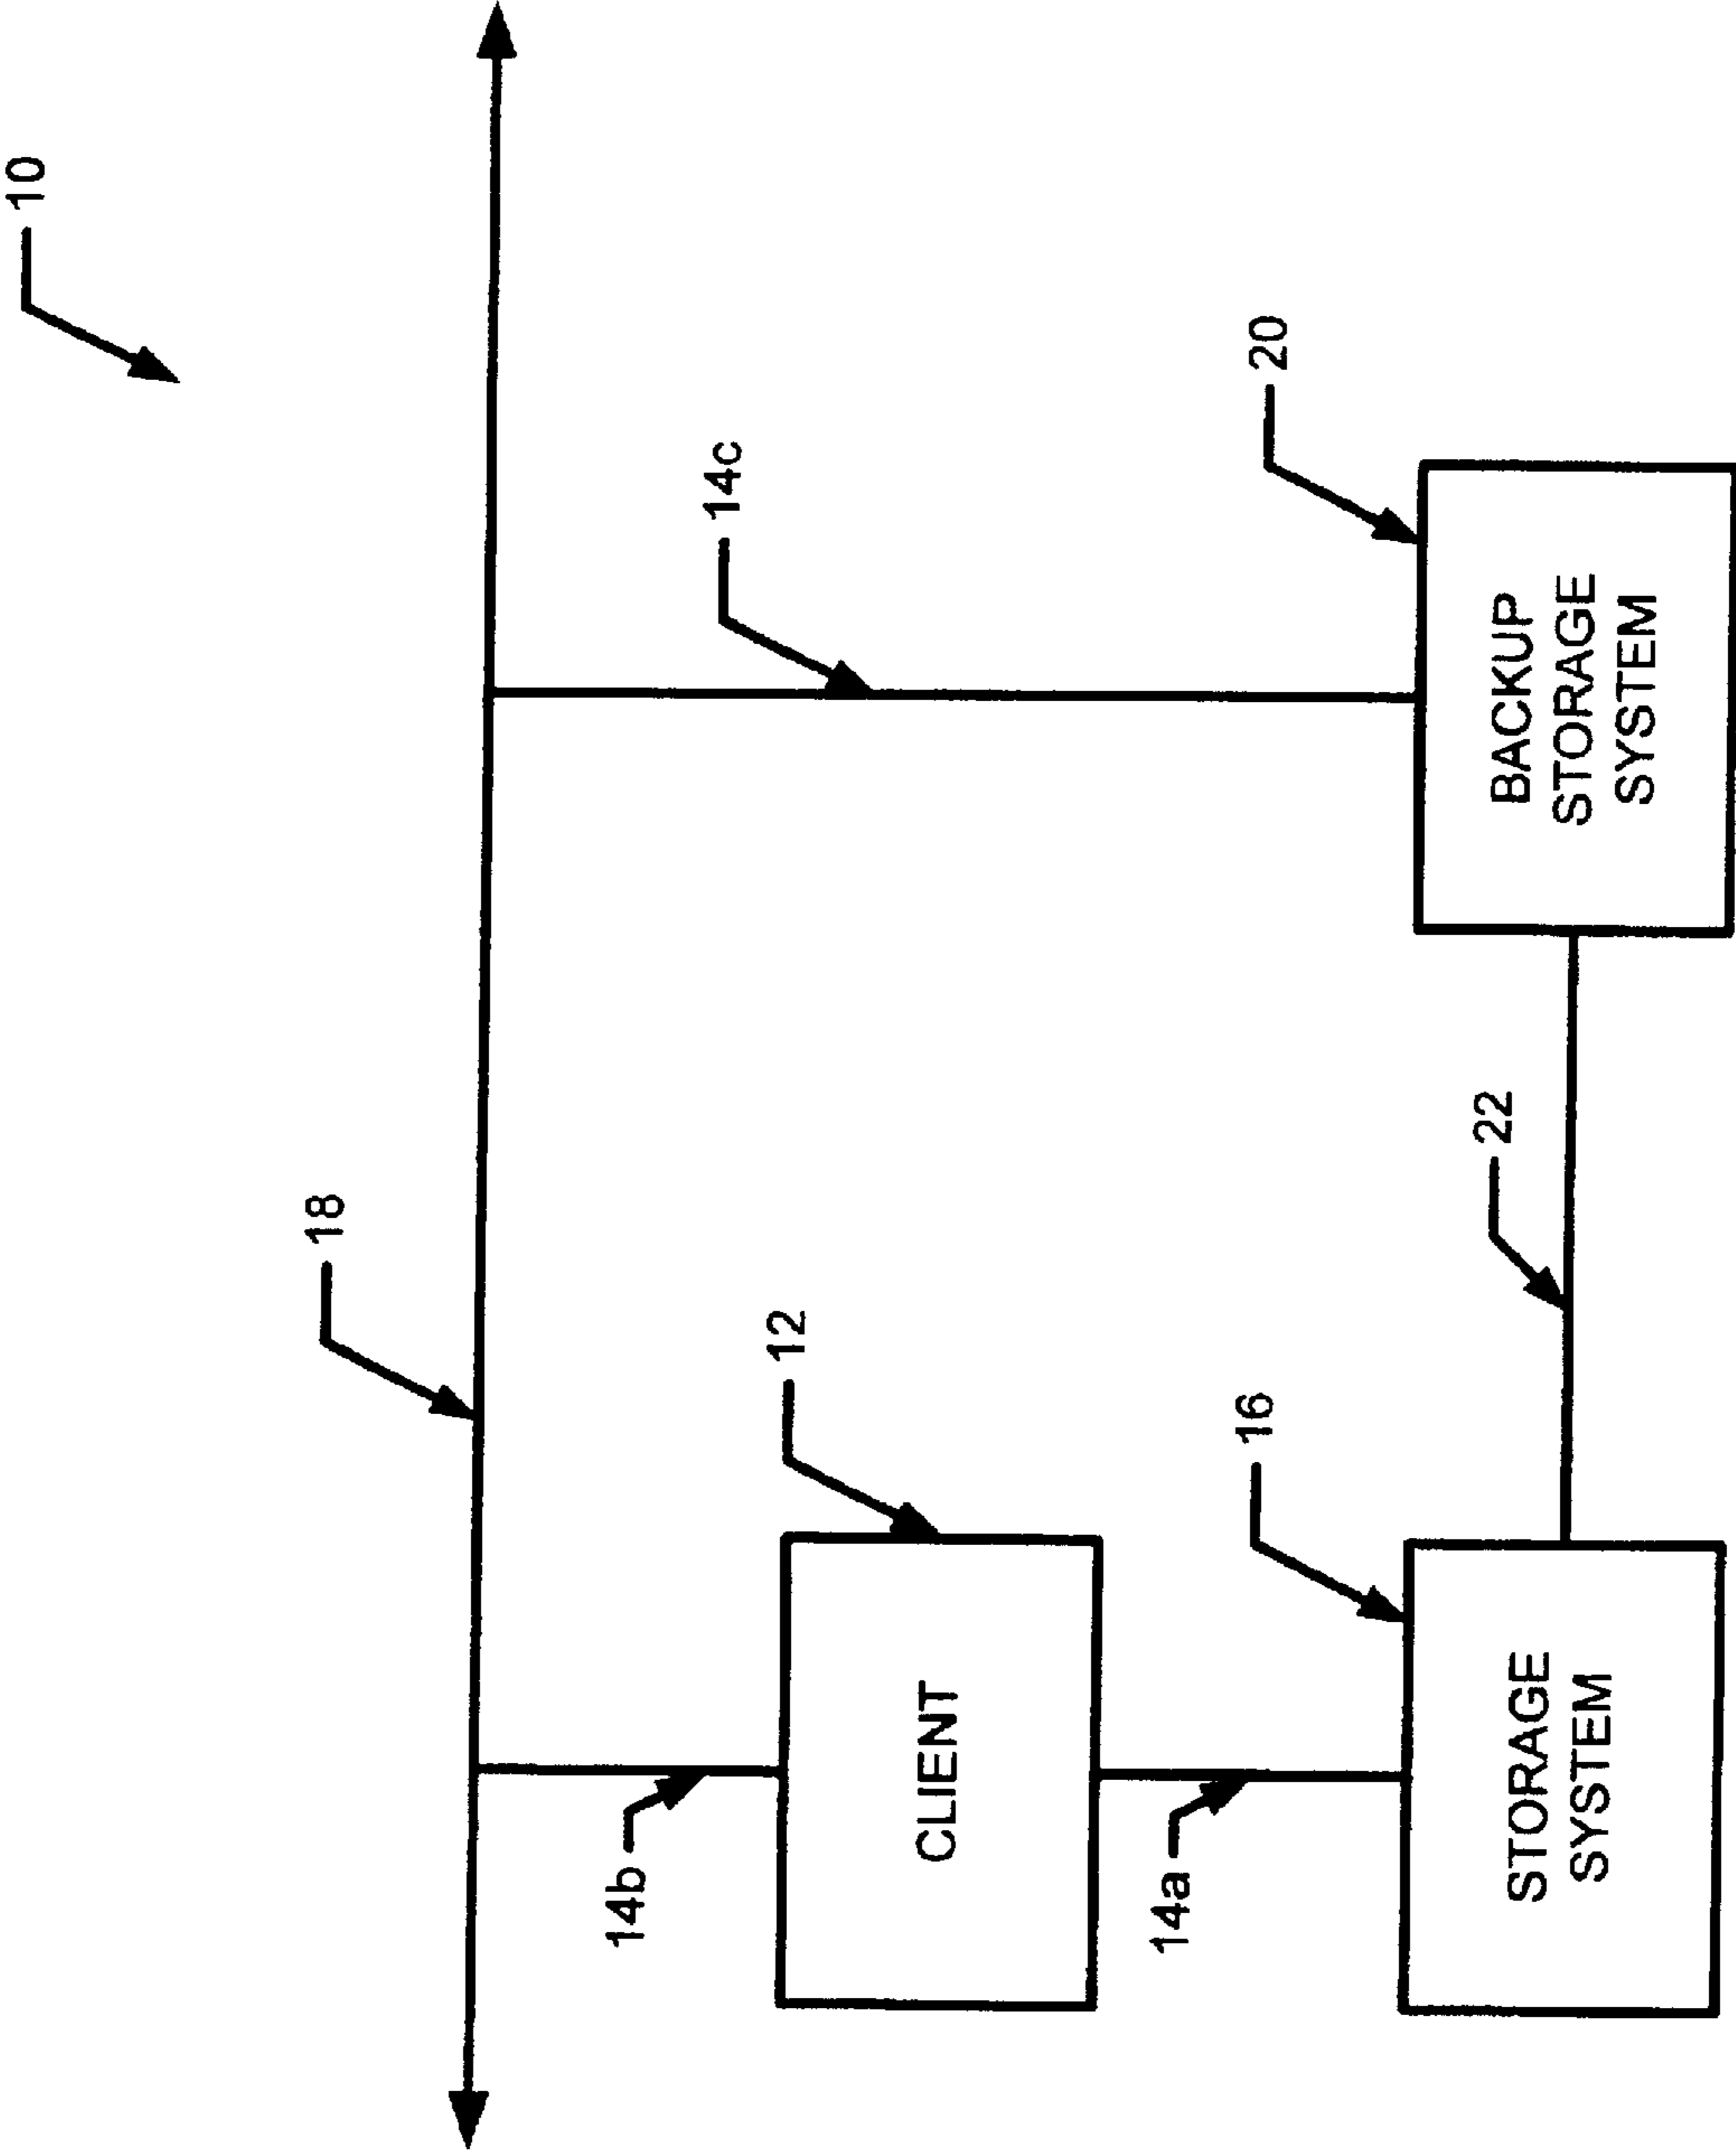 10
18
14b
14c
12
CLIENT
14a
16
20
22
STORAGE
SYSTEM
BACKUP
STORAGE
SYSTEM